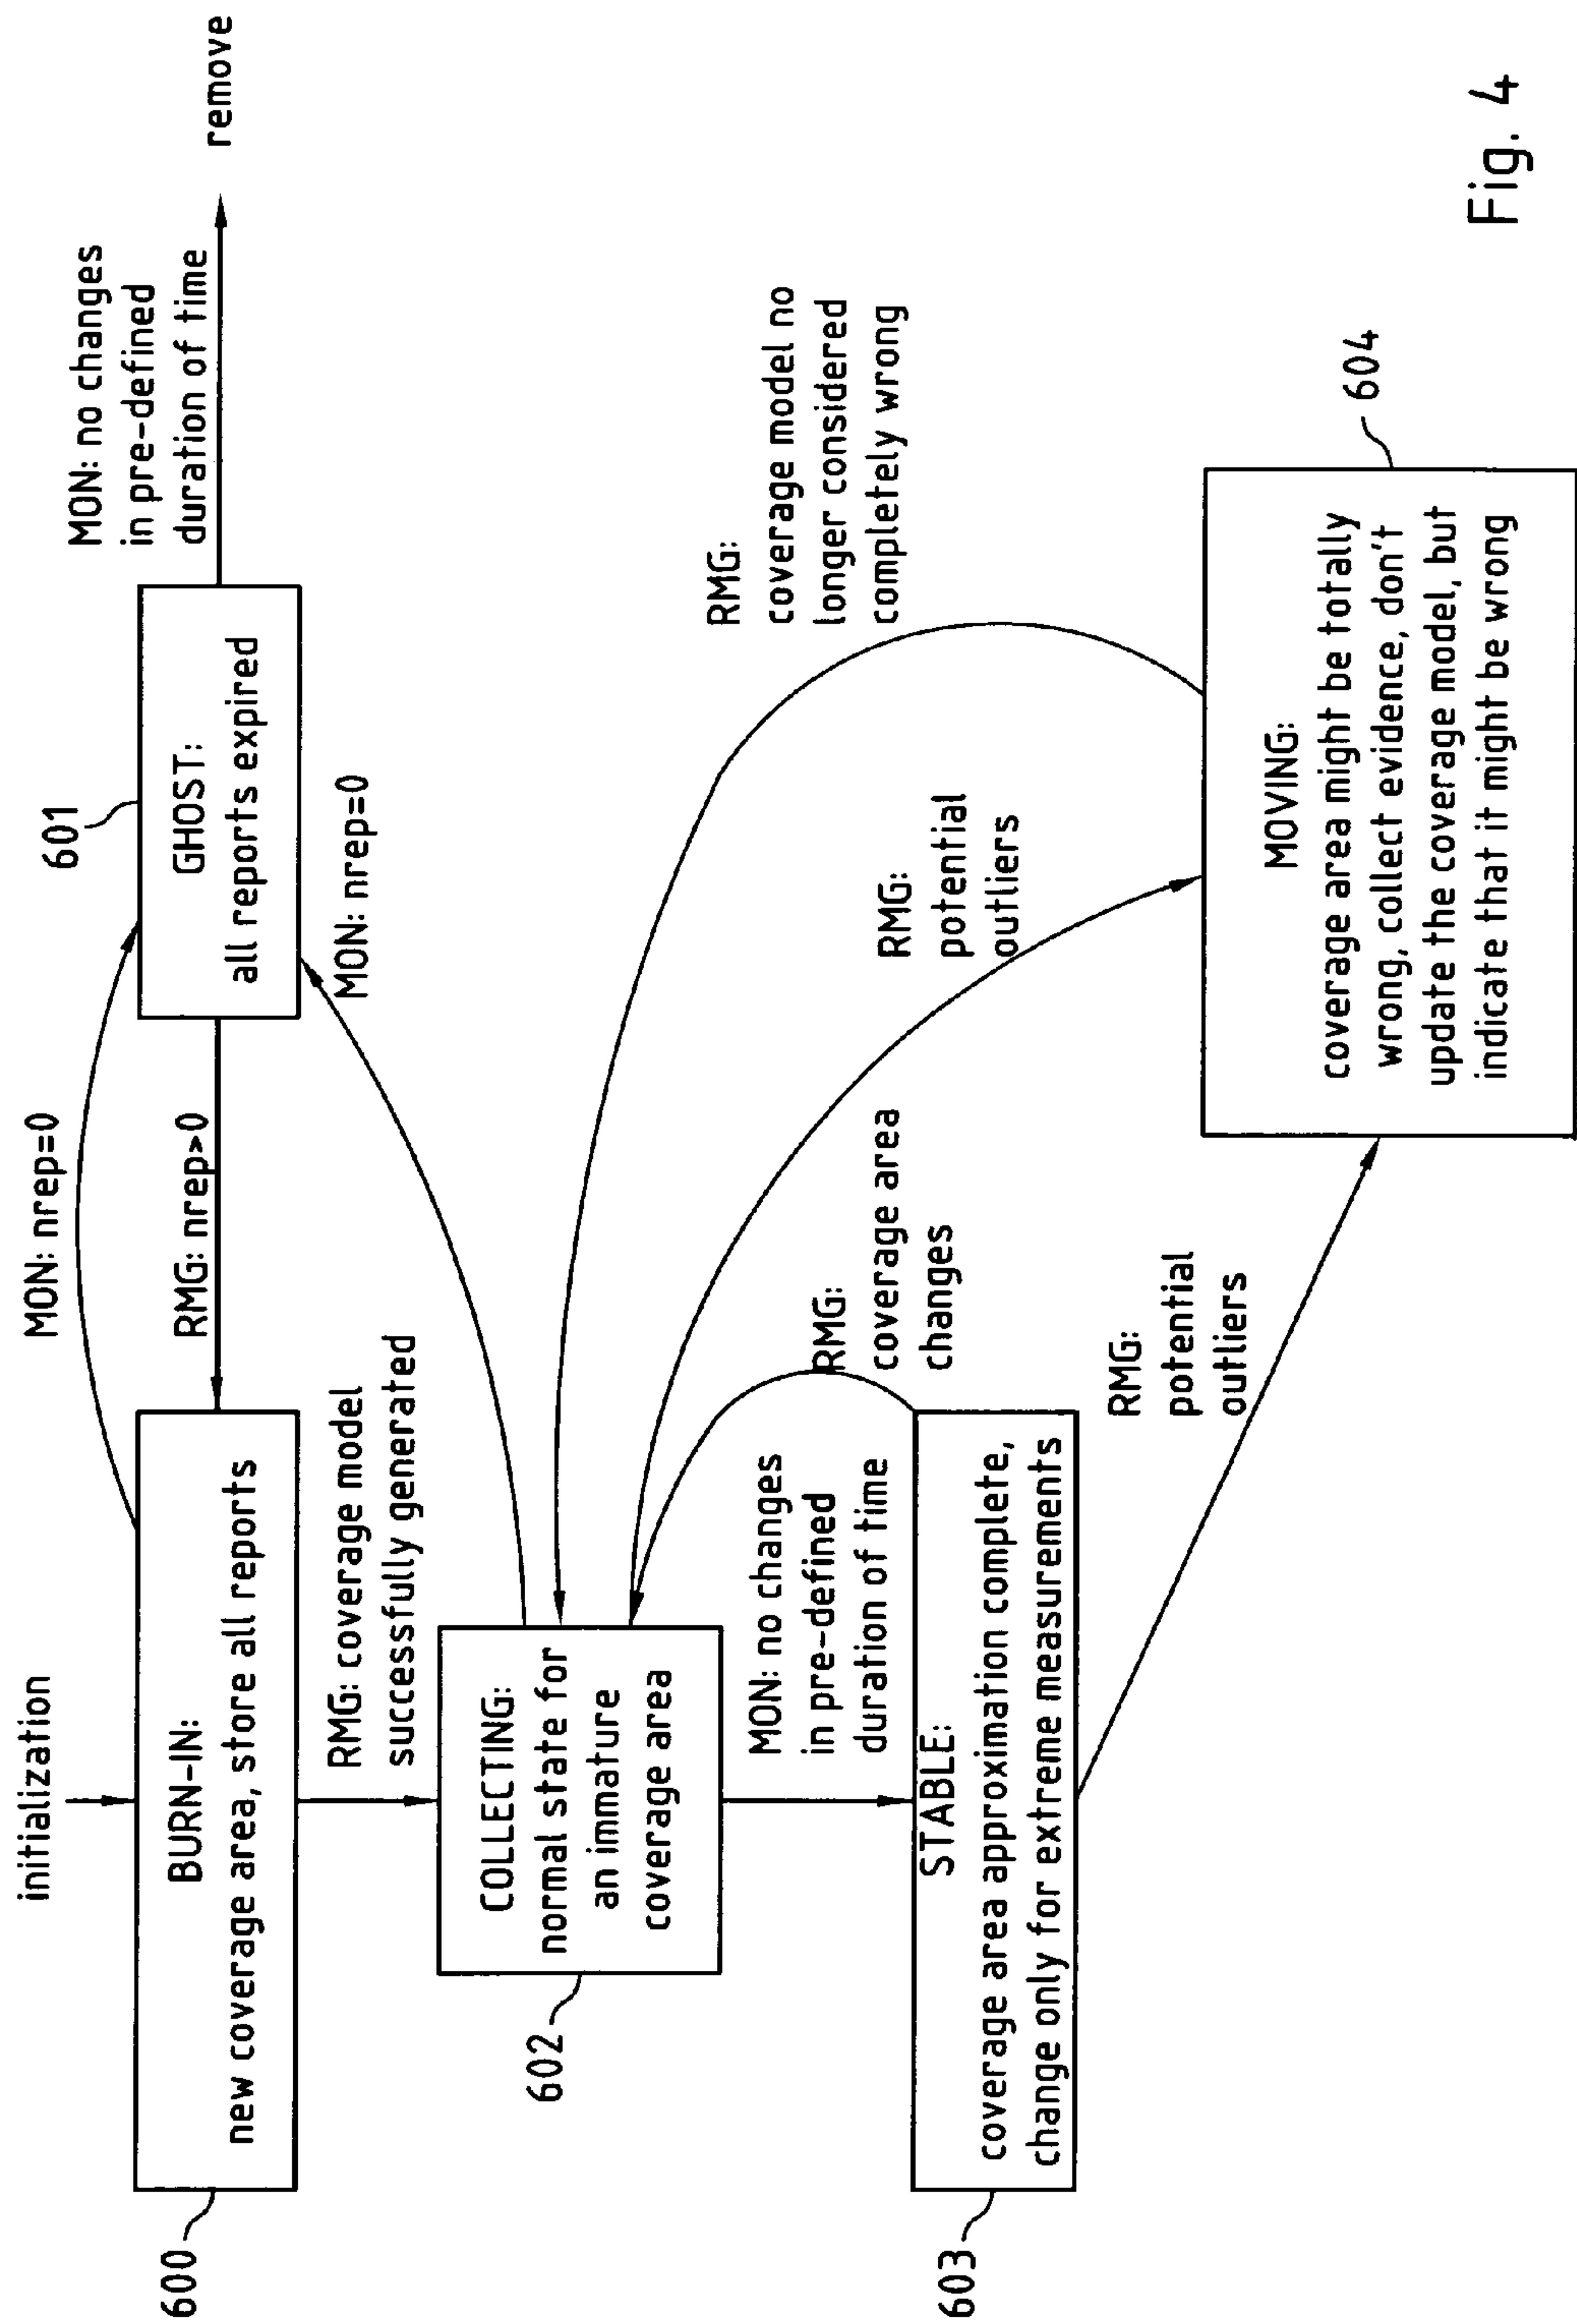 initialization
600
BURN-IN:
new coverage area, store all reports
MON: nrep=0
RMG: nrep>0
601
GHOST:
all reports expired
MON: no changes
in pre-defined
duration of time
remove
RMG: coverage model
successfully generated
MON: nrep=0
602
COLLECTING:
normal state for
an immature
coverage area
MON: no changes
in pre-defined
duration of time
RMG:
coverage area
changes
RMG:
potential
outliers
RMG:
coverage model no
longer considered
completely wrong
603
STABLE:
coverage area approximation complete,
change only for extreme measurements
RMG:
potential
outliers
604
MOVING:
coverage area might be totally
wrong, collect evidence, don't
update the coverage model, but
indicate that it might be wrong
Fig. 4